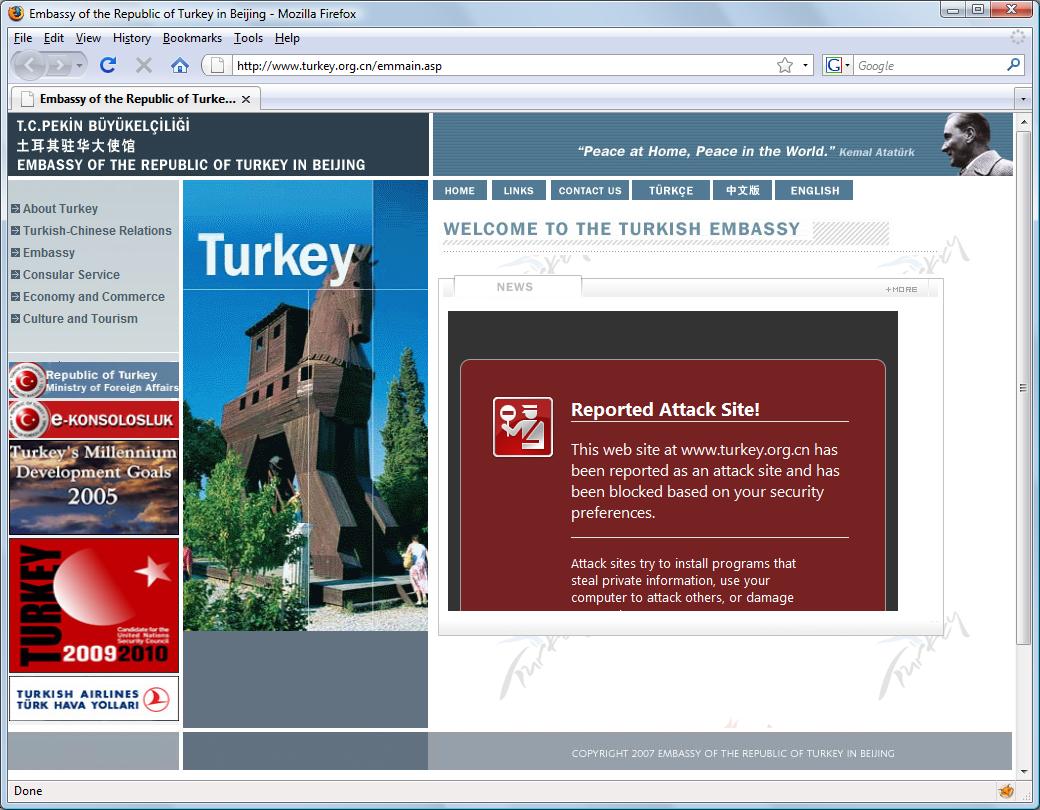 Embassy of the Republic of Turkey in Beijing - Mozilla Firefox
File Edit View History Bookmarks Tools Help
http://www.turkey.org.cn/emmain.asp
G
Google
Embassy of the Republic of Turke...
T.C.PEKİN BÜYÜKELÇİLİĞİ
土耳其驻华大使馆
EMBASSY OF THE REPUBLIC OF TURKEY IN BEIJING
“Peace at Home, Peace in the World.” Kemal Atatürk
HOME LINKS CONTACT US TÜRKÇE 中文版 ENGLISH
About Turkey
Turkish-Chinese Relations
Embassy
Consular Service
Economy and Commerce
Culture and Tourism
Republic of Turkey
Ministry of Foreign Affairs
e-KONSOLOSLUK
Turkey's Millennium
Development Goals
2005
TURKEY
Candidate for the
United Nations
Security Council
2009 2010
TURKISH AIRLINES
TÜRK HAVA YOLLARI
Turkey
WELCOME TO THE TURKISH EMBASSY
NEWS
+MORE
Reported Attack Site!
This web site at www.turkey.org.cn has
been reported as an attack site and has
been blocked based on your security
preferences.
Attack sites try to install programs that
steal private information, use your
computer to attack others, or damage
COPYRIGHT 2007 EMBASSY OF THE REPUBLIC OF TURKEY IN BEIJING
Done